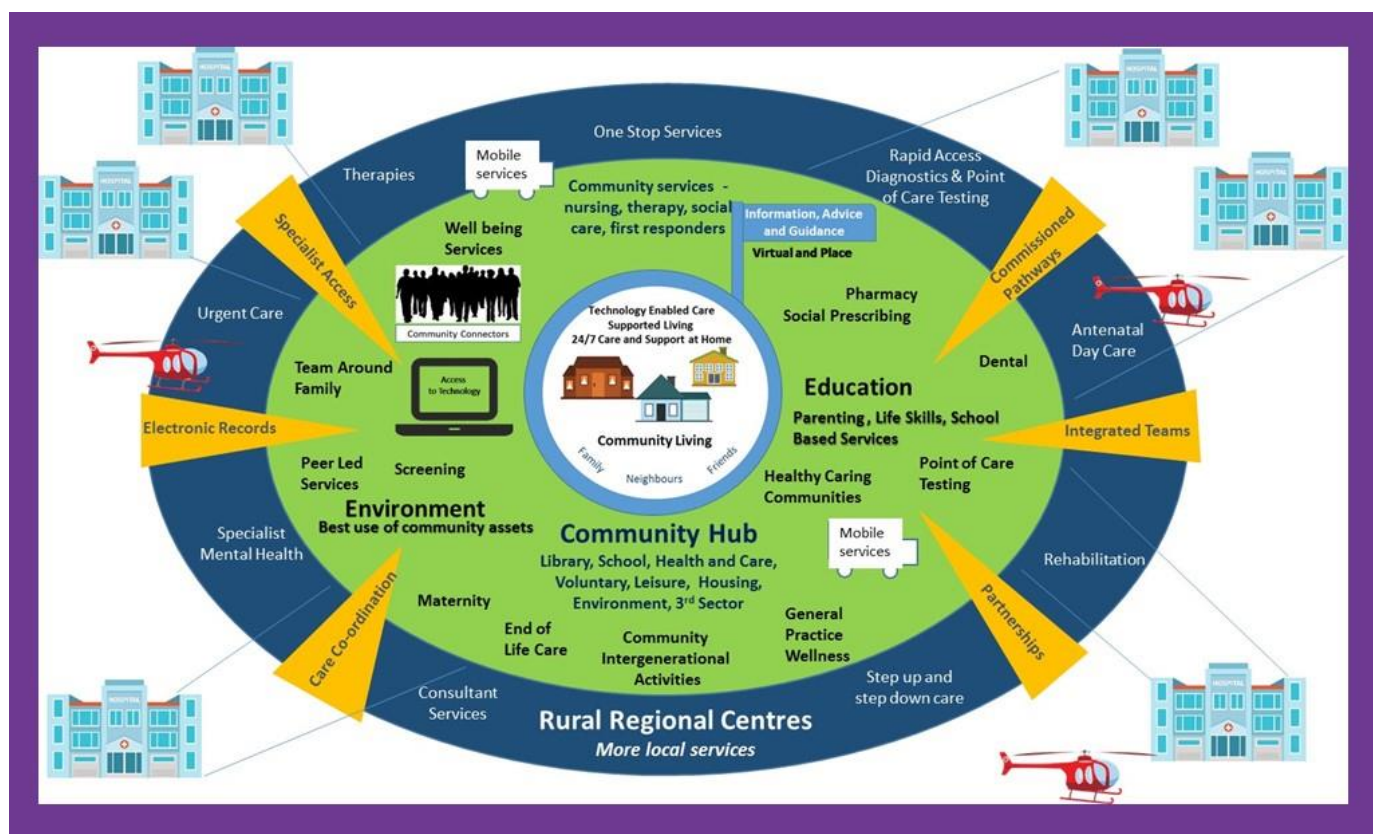 HOSPITAL
HOSPITAL
HOSPITAL
HOSPITAL
HOSPITAL
HOSPITAL
One Stop Services
Therapies
Rapid Access
Diagnostics & Point
of Care Testing
Urgent Care
Antenatal
Day Care
Specialist
Mental Health
Rehabilitation
Consultant
Services
Step up and
step down care
Rural Regional Centres
More local services
Specialist Access
Commissioned
Pathways
Electronic Records
Integrated Teams
Care Co-ordination
Partnerships
Mobile
services
Community services -
nursing, therapy, social
care, first responders
Information, Advice
and Guidance
Virtual and Place
Well being
Services
Community Connectors
Pharmacy
Social Prescribing
Team Around
Family
Access
to Technology
Dental
Education
Parenting, Life Skills, School
Based Services
Peer Led
Services
Screening
Healthy Caring
Communities
Point of Care
Testing
Environment
Best use of community assets
Technology Enabled Care
Supported Living
24/7 Care and Support at Home
Community Living
Family
Neighbours
Friends
Community Hub
Library, School, Health and Care,
Voluntary, Leisure, Housing,
Environment, 3rd Sector
Mobile
services
Maternity
End of
Life Care
Community
Intergenerational
Activities
General
Practice
Wellness